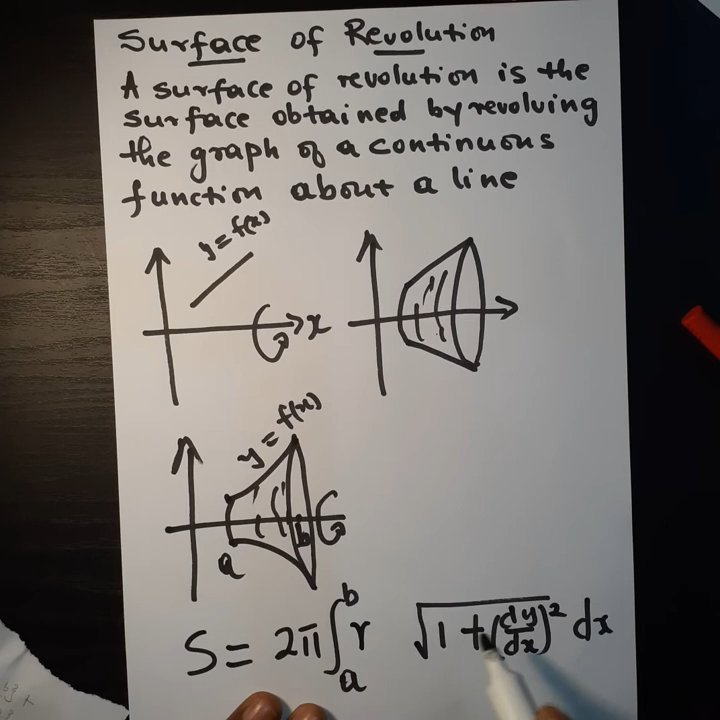 Surface of Revolution
A surface of revolution is the
surface obtained by revolving
the graph of a continuous
function about a line
y = f(x)
x
y = f(x)
a
b
S = 2π∫_a^b r √(1 + (dy/dx)²) dx